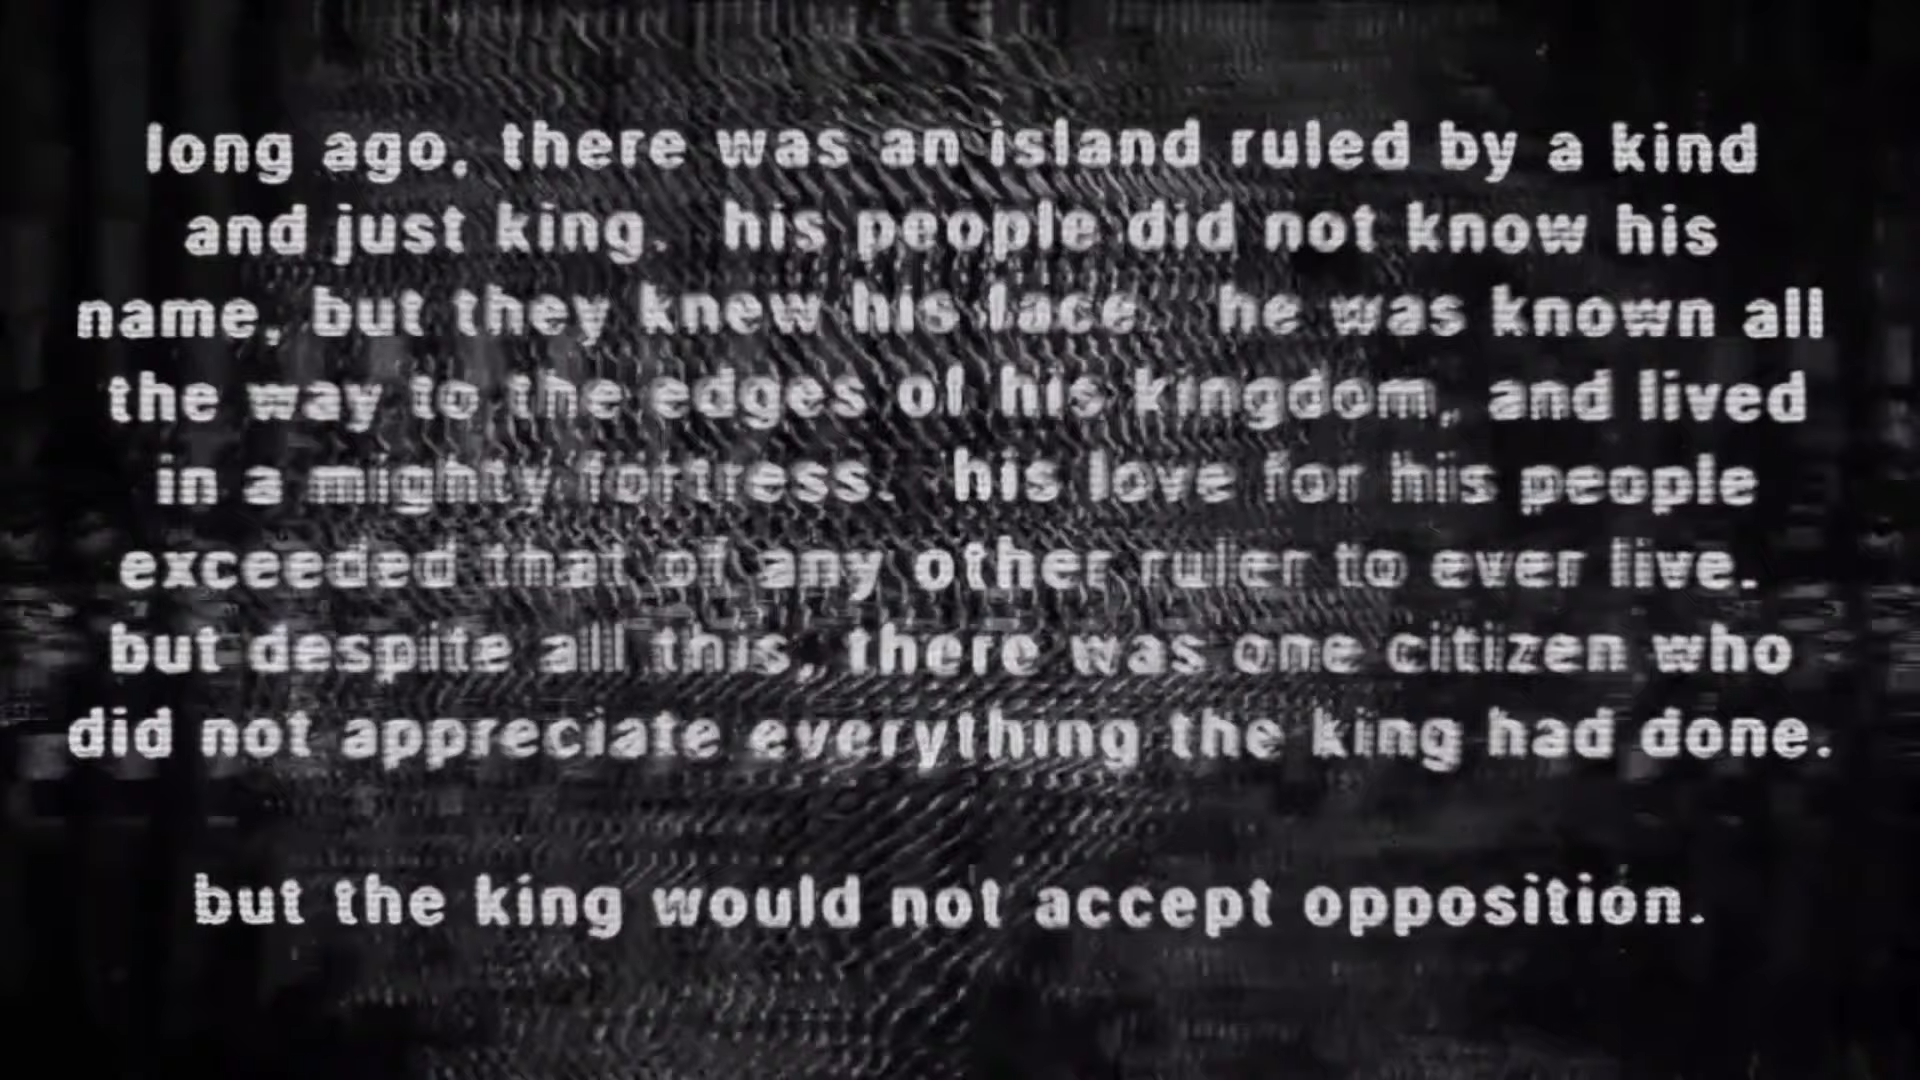 long ago, there was an island ruled by a kind
and just king. his people did not know his
name, but they knew his face. he was known all
the way to the edges of his kingdom, and lived
in a mighty fortress. his love for his people
exceeded that of any other ruler to ever live.
but despite all this, there was one citizen who
did not appreciate everything the king had done.
but the king would not accept opposition.